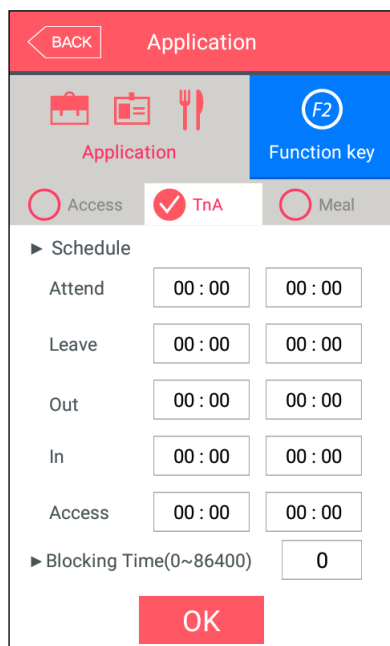 BACK Application
F2
Application Function key
Access TnA Meal
► Schedule
Attend 00 : 00 00 : 00
Leave 00 : 00 00 : 00
Out 00 : 00 00 : 00
In 00 : 00 00 : 00
Access 00 : 00 00 : 00
►Blocking Time(0~86400) 0
OK